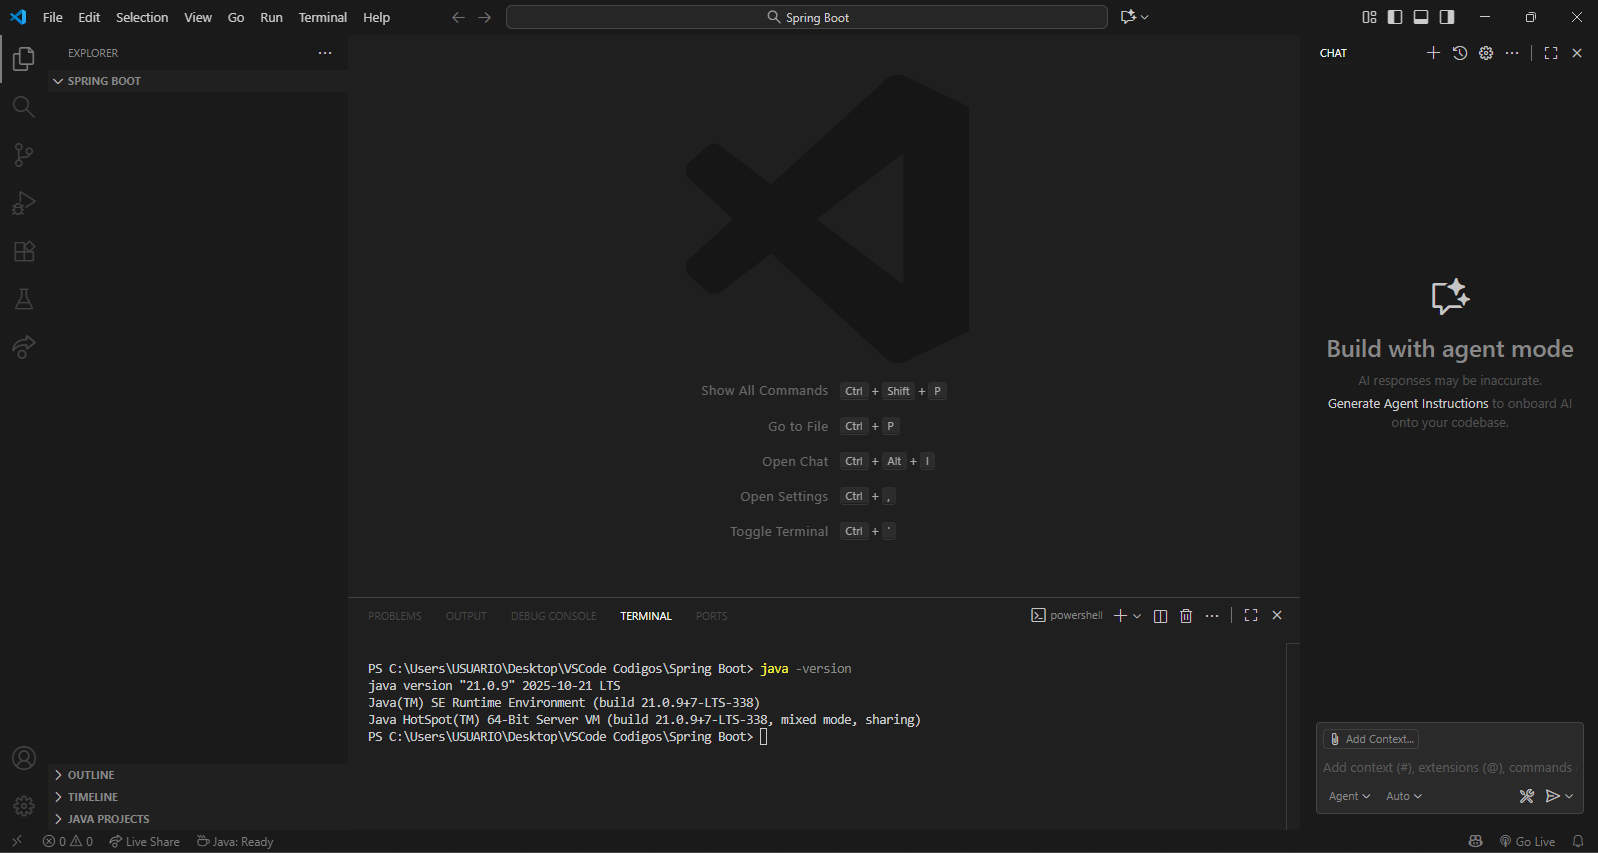 File Edit Selection View Go Run Terminal Help
Spring Boot
EXPLORER
SPRING BOOT
Show All Commands Ctrl + Shift + P
Go to File Ctrl + P
Open Chat Ctrl + Alt + I
Open Settings Ctrl + ,
Toggle Terminal Ctrl + `
PROBLEMS OUTPUT DEBUG CONSOLE TERMINAL PORTS
powershell
PS C:\Users\USUARIO\Desktop\VSCode Codigos\Spring Boot> java -version
java version "21.0.9" 2025-10-21 LTS
Java(TM) SE Runtime Environment (build 21.0.9+7-LTS-338)
Java HotSpot(TM) 64-Bit Server VM (build 21.0.9+7-LTS-338, mixed mode, sharing)
PS C:\Users\USUARIO\Desktop\VSCode Codigos\Spring Boot>
OUTLINE
TIMELINE
JAVA PROJECTS
CHAT
Build with agent mode
AI responses may be inaccurate.
Generate Agent Instructions to onboard AI
onto your codebase.
Add Context...
Add context (#), extensions (@), commands
Agent Auto
0 0 Live Share Java: Ready
Go Live